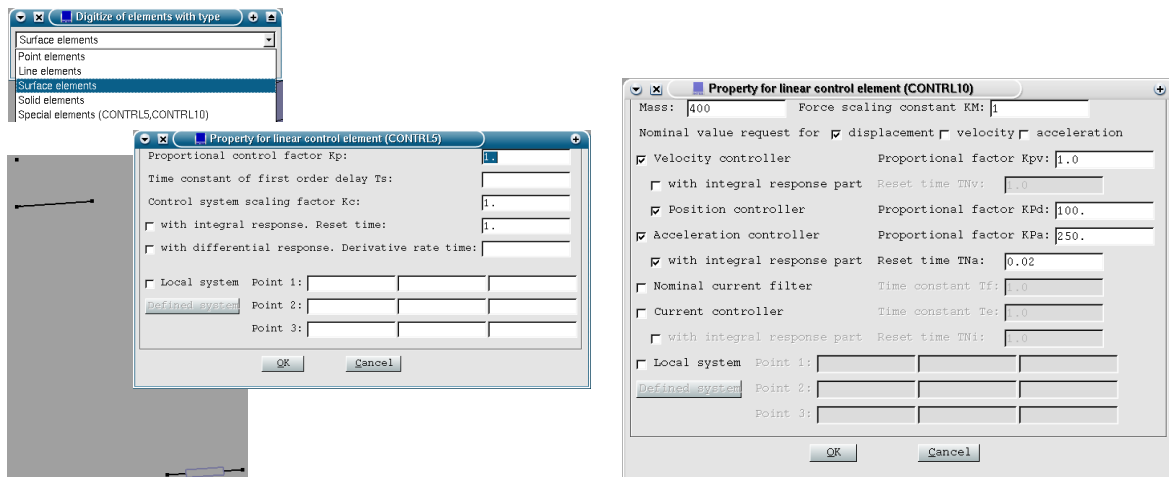 Digitize of elements with type
Surface elements
Point elements
Line elements
Surface elements
Solid elements
Special elements (CONTRL5,CONTRL10)
Property for linear control element (CONTRL5)
Proportional control factor Kp: 1.
Time constant of first order delay Ts:
Control system scaling factor Kc: 1.
with integral response. Reset time: 1.
with differential response. Derivative rate time:
Local system Point 1:
Defined system Point 2:
Point 3:
OK Cancel
Property for linear control element (CONTRL10)
Mass: 400 Force scaling constant KM: 1
Nominal value request for displacement velocity acceleration
Velocity controller Proportional factor Kpv: 1.0
with integral response part Reset time TNv: 1.0
Position controller Proportional factor KPd: 100.
Acceleration controller Proportional factor KPa: 250.
with integral response part Reset time TNa: 0.02
Nominal current filter Time constant Tf: 1.0
Current controller Time constant Te: 1.0
with integral response part Reset time TNi: 1.0
Local system Point 1:
Defined system Point 2:
Point 3:
OK Cancel